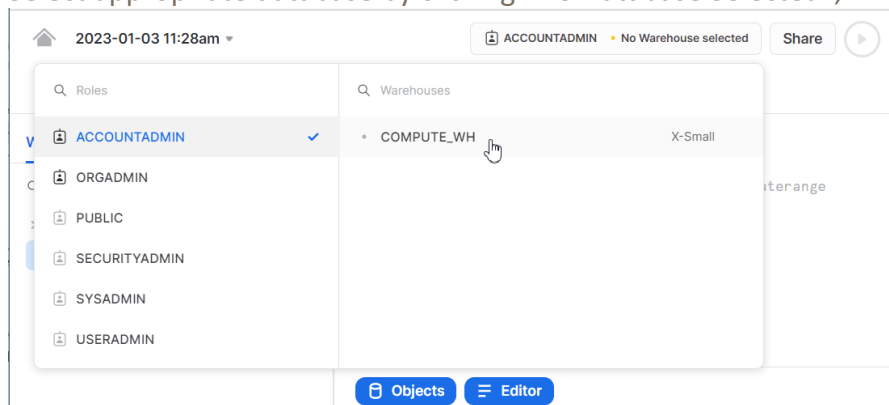 2023-01-03 11:28am
ACCOUNTADMIN • No Warehouse selected
Share
Roles
Warehouses
ACCOUNTADMIN
COMPUTE_WH
X-Small
ORGADMIN
PUBLIC
SECURITYADMIN
SYSADMIN
USERADMIN
Objects
Editor